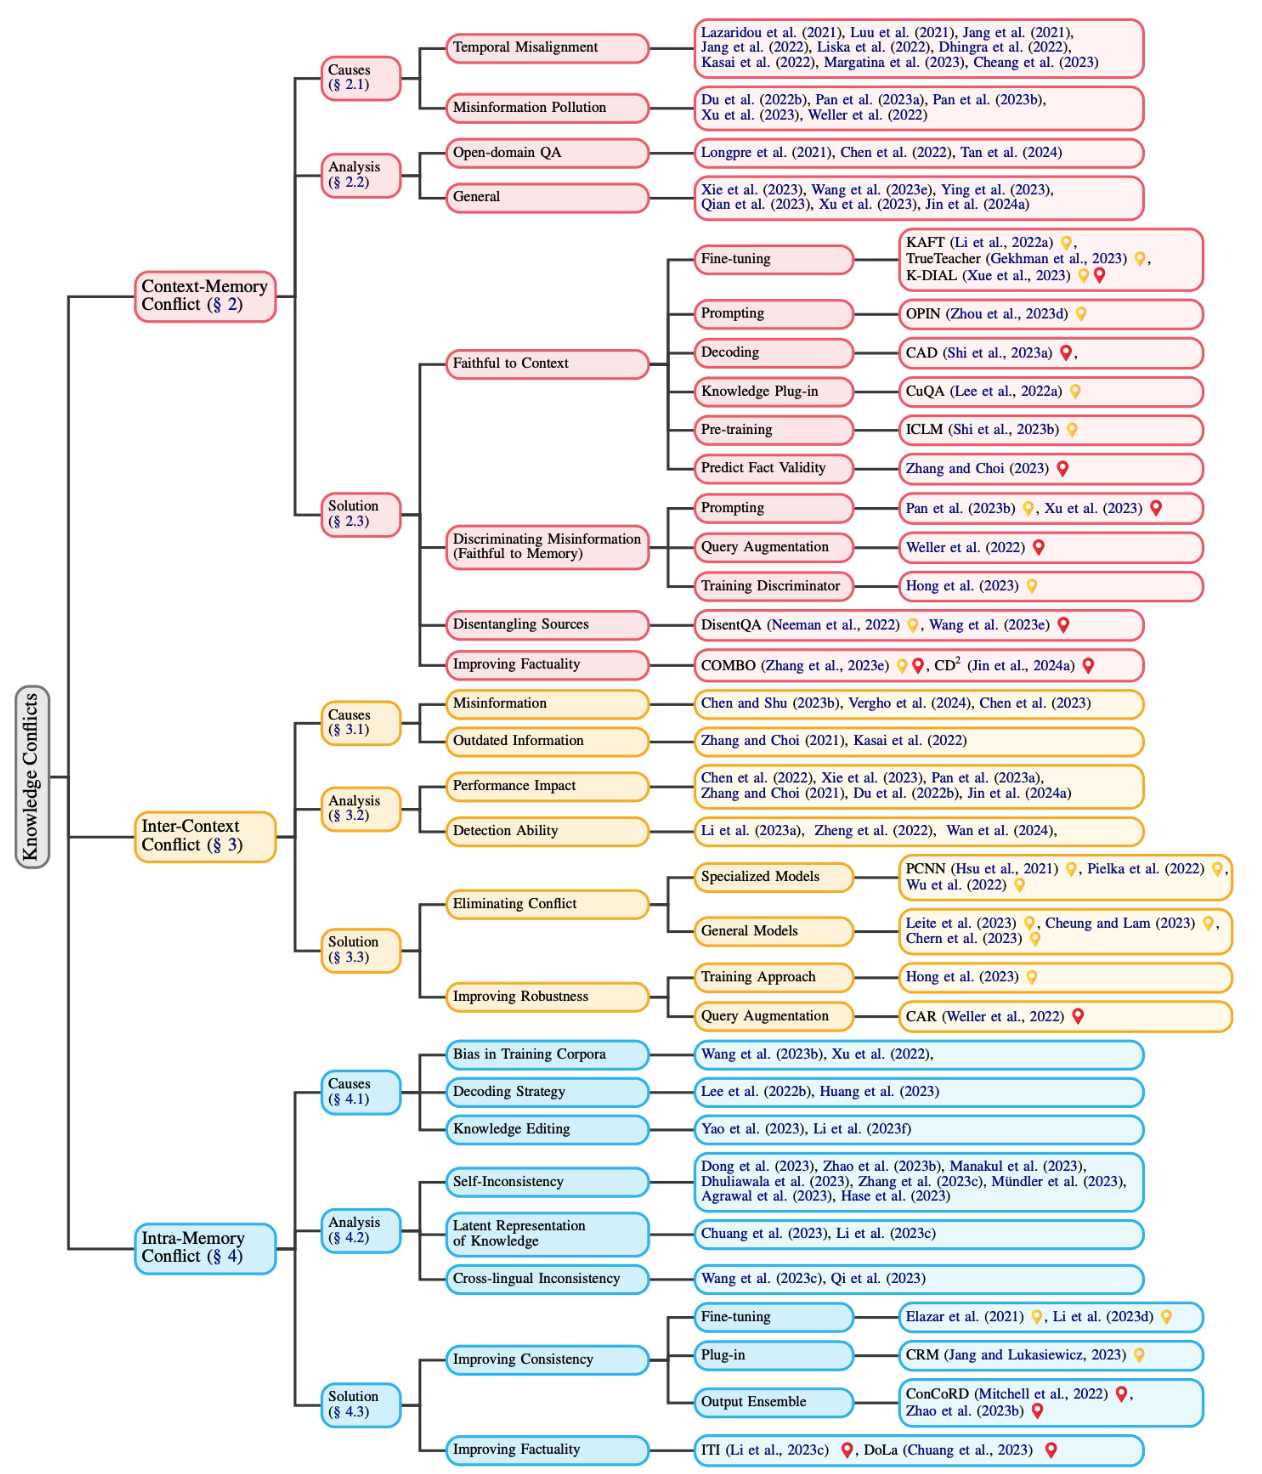 Knowledge Conflicts
Context-Memory
Conflict (§ 2)
Causes
(§ 2.1)
Temporal Misalignment
Lazaridou et al. (2021), Luu et al. (2021), Jang et al. (2021),
Jang et al. (2022), Liska et al. (2022), Dhingra et al. (2022),
Kasai et al. (2022), Margatina et al. (2023), Cheang et al. (2023)
Misinformation Pollution
Du et al. (2022b), Pan et al. (2023a), Pan et al. (2023b),
Xu et al. (2023), Weller et al. (2022)
Analysis
(§ 2.2)
Open-domain QA
Longpre et al. (2021), Chen et al. (2022), Tan et al. (2024)
General
Xie et al. (2023), Wang et al. (2023e), Ying et al. (2023),
Qian et al. (2023), Xu et al. (2023), Jin et al. (2024a)
Solution
(§ 2.3)
Faithful to Context
Fine-tuning
KAFT (Li et al., 2022a) ,
TrueTeacher (Gekhman et al., 2023) ,
K-DIAL (Xue et al., 2023)
Prompting
OPIN (Zhou et al., 2023d)
Decoding
CAD (Shi et al., 2023a) ,
Knowledge Plug-in
CuQA (Lee et al., 2022a)
Pre-training
ICLM (Shi et al., 2023b)
Predict Fact Validity
Zhang and Choi (2023)
Discriminating Misinformation
(Faithful to Memory)
Prompting
Pan et al. (2023b) , Xu et al. (2023)
Query Augmentation
Weller et al. (2022)
Training Discriminator
Hong et al. (2023)
Disentangling Sources
DisentQA (Neeman et al., 2022) , Wang et al. (2023e)
Improving Factuality
COMBO (Zhang et al., 2023e) , CD² (Jin et al., 2024a)
Inter-Context
Conflict (§ 3)
Causes
(§ 3.1)
Misinformation
Chen and Shu (2023b), Vergho et al. (2024), Chen et al. (2023)
Outdated Information
Zhang and Choi (2021), Kasai et al. (2022)
Analysis
(§ 3.2)
Performance Impact
Chen et al. (2022), Xie et al. (2023), Pan et al. (2023a),
Zhang and Choi (2021), Du et al. (2022b), Jin et al. (2024a)
Detection Ability
Li et al. (2023a), Zheng et al. (2022), Wan et al. (2024),
Solution
(§ 3.3)
Eliminating Conflict
Specialized Models
PCNN (Hsu et al., 2021) , Pielka et al. (2022) ,
Wu et al. (2022)
General Models
Leite et al. (2023) , Cheung and Lam (2023) ,
Chern et al. (2023)
Improving Robustness
Training Approach
Hong et al. (2023)
Query Augmentation
CAR (Weller et al., 2022)
Intra-Memory
Conflict (§ 4)
Causes
(§ 4.1)
Bias in Training Corpora
Wang et al. (2023b), Xu et al. (2022),
Decoding Strategy
Lee et al. (2022b), Huang et al. (2023)
Knowledge Editing
Yao et al. (2023), Li et al. (2023f)
Analysis
(§ 4.2)
Self-Inconsistency
Dong et al. (2023), Zhao et al. (2023b), Manakul et al. (2023),
Dhuliawala et al. (2023), Zhang et al. (2023c), Mündler et al. (2023),
Agrawal et al. (2023), Hase et al. (2023)
Latent Representation
of Knowledge
Chuang et al. (2023), Li et al. (2023c)
Cross-lingual Inconsistency
Wang et al. (2023c), Qi et al. (2023)
Solution
(§ 4.3)
Improving Consistency
Fine-tuning
Elazar et al. (2021) , Li et al. (2023d)
Plug-in
CRM (Jang and Lukasiewicz, 2023)
Output Ensemble
ConCoRD (Mitchell et al., 2022) ,
Zhao et al. (2023b)
Improving Factuality
ITI (Li et al., 2023c) , DoLa (Chuang et al., 2023)